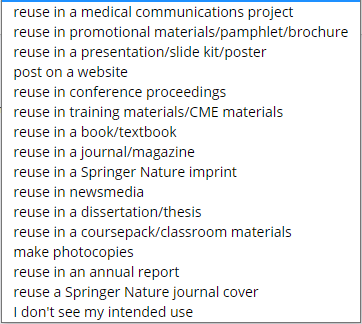 reuse in a medical communications project
reuse in promotional materials/pamphlet/brochure
reuse in a presentation/slide kit/poster
post on a website
reuse in conference proceedings
reuse in training materials/CME materials
reuse in a book/textbook
reuse in a journal/magazine
reuse in a Springer Nature imprint
reuse in newsmedia
reuse in a dissertation/thesis
reuse in a coursepack/classroom materials
make photocopies
reuse in an annual report
reuse a Springer Nature journal cover
I don't see my intended use